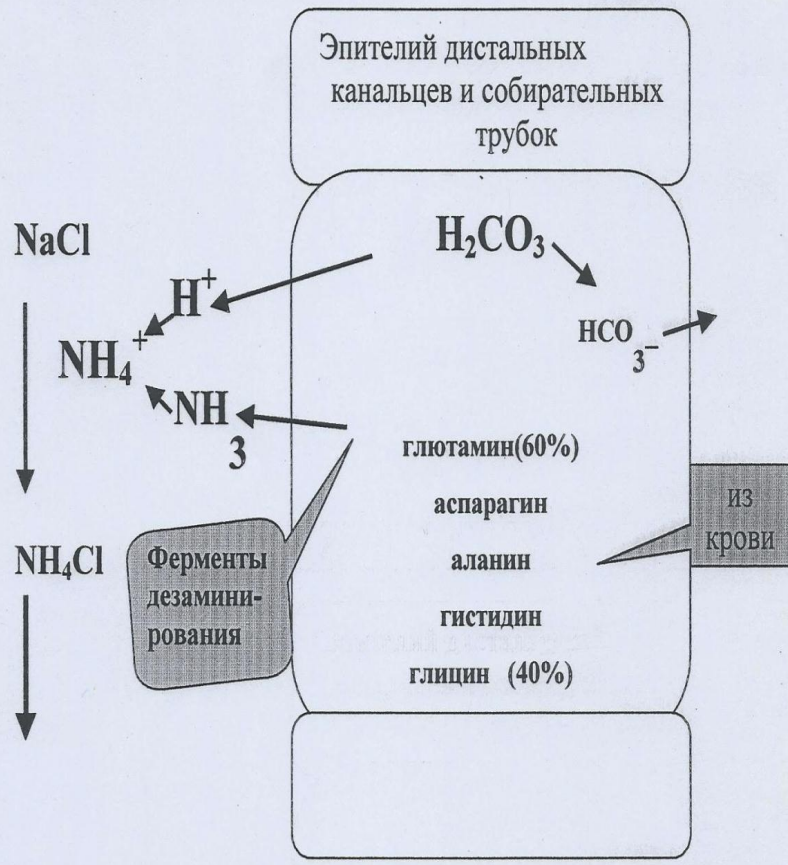 Эпителий дистальных
канальцев и собирательных
трубок
NaCl
H₂CO₃
H⁺
HCO₃⁻
NH₄⁺
NH₃
глютамин(60%)
аспарагин
аланин
гистидин
глицин (40%)
из
крови
NH₄Cl
Ферменты
дезамини-
рования